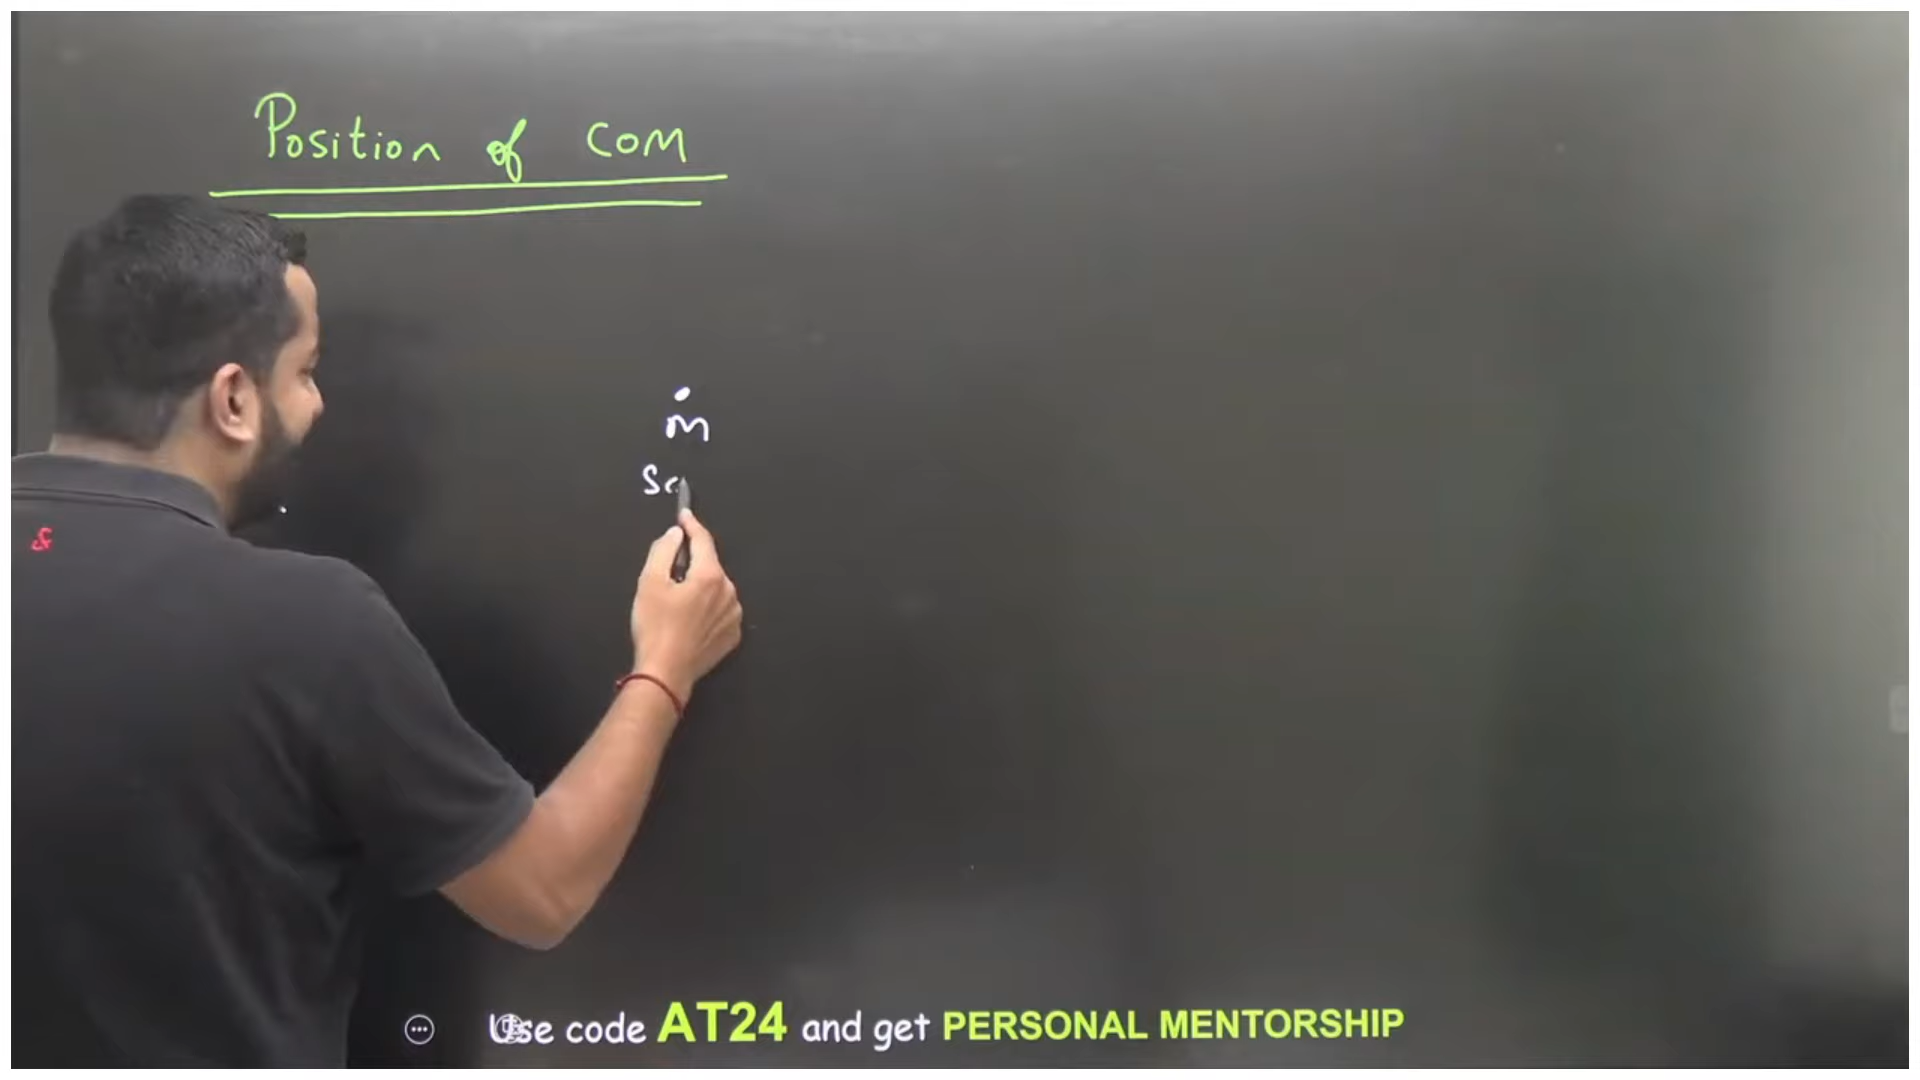 Position of COM
m
Use code AT24 and get PERSONAL MENTORSHIP